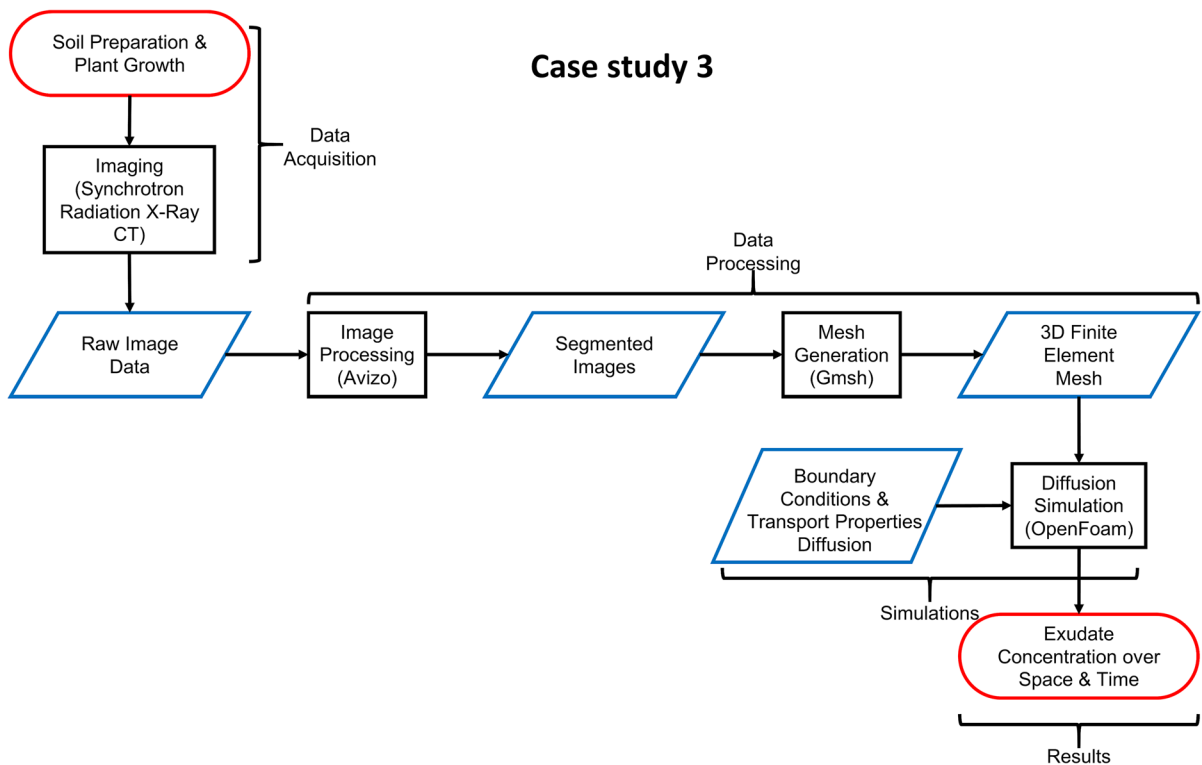 Soil Preparation &
Plant Growth
Case study 3
Data
Acquisition
Imaging
(Synchrotron
Radiation X-Ray
CT)
Data
Processing
Raw Image
Data
Image
Processing
(Avizo)
Segmented
Images
Mesh
Generation
(Gmsh)
3D Finite
Element
Mesh
Boundary
Conditions &
Transport Properties
Diffusion
Diffusion
Simulation
(OpenFoam)
Simulations
Exudate
Concentration over
Space & Time
Results